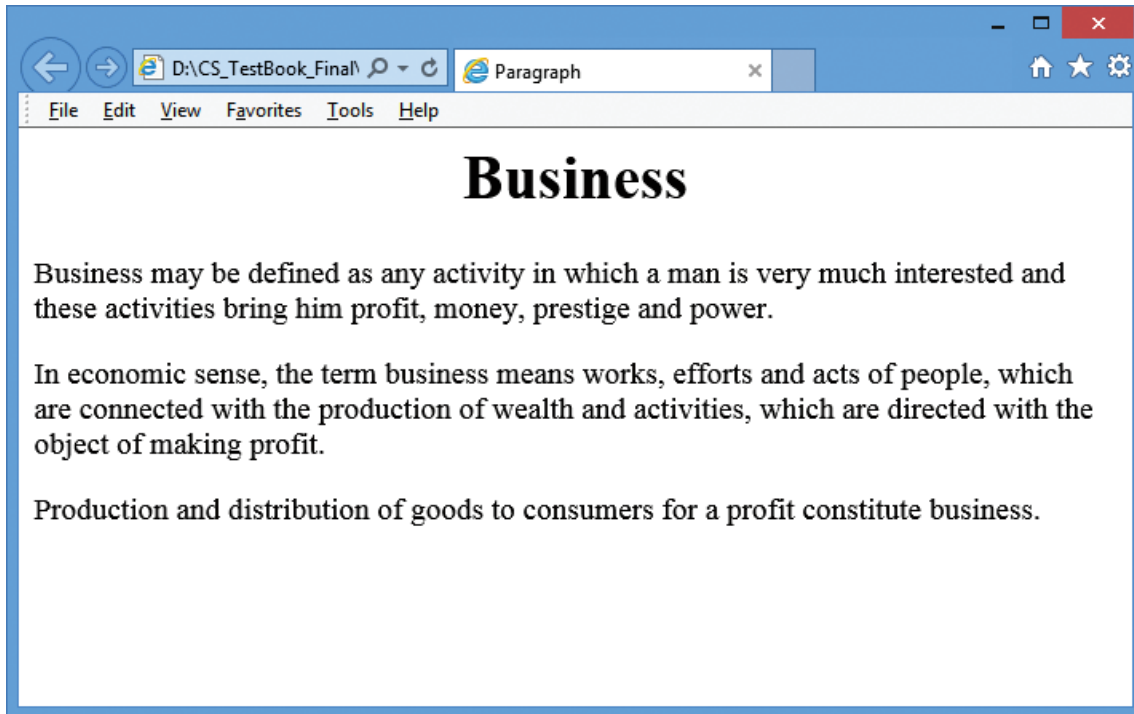 D:\CS_TestBook_Final\
Paragraph
File Edit View Favorites Tools Help
Business
Business may be defined as any activity in which a man is very much interested and
these activities bring him profit, money, prestige and power.
In economic sense, the term business means works, efforts and acts of people, which
are connected with the production of wealth and activities, which are directed with the
object of making profit.
Production and distribution of goods to consumers for a profit constitute business.